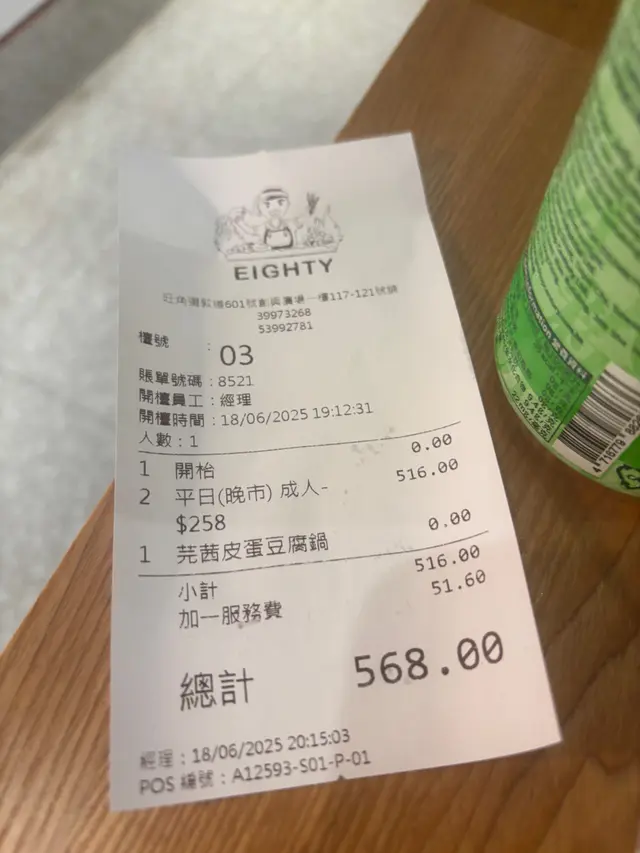 EIGHTY
旺角彌敦道601號創興廣場一樓117-121號舖
39973268
53992781
檯號 : 03
賬單號碼 : 8521
開檯員工 : 經理
開檯時間 : 18/06/2025 19:12:31
人數 : 1
1 開枱 0.00
2 平日(晚市) 成人- 516.00
$258
1 芫茜皮蛋豆腐鍋 0.00
小計 516.00
加一服務費 51.60
總計 568.00
經理 : 18/06/2025 20:15:03
POS 編號 : A12593-S01-P-01